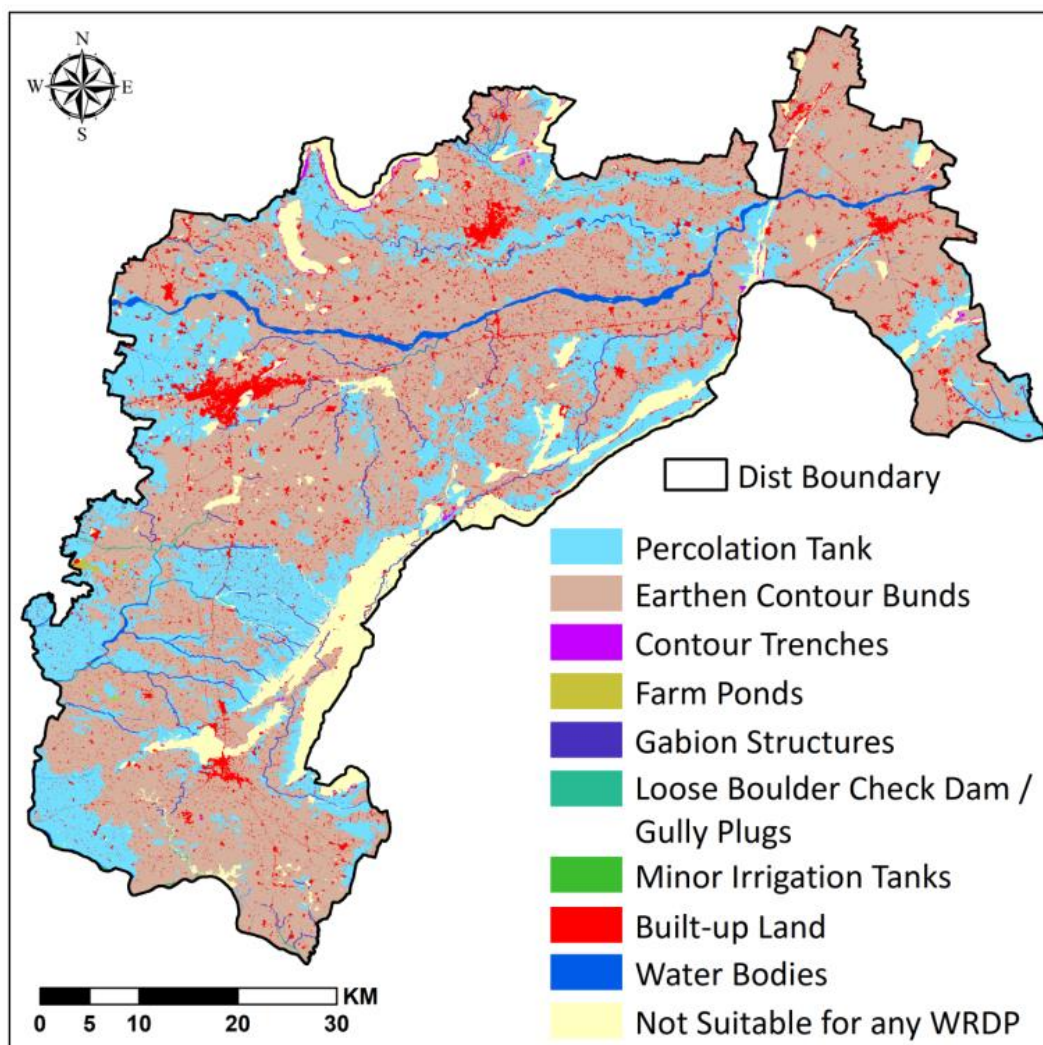 N
W E
S
Dist Boundary
Percolation Tank
Earthen Contour Bunds
Contour Trenches
Farm Ponds
Gabion Structures
Loose Boulder Check Dam /
Gully Plugs
Minor Irrigation Tanks
Built-up Land
Water Bodies
Not Suitable for any WRDP
KM
0 5 10 20 30